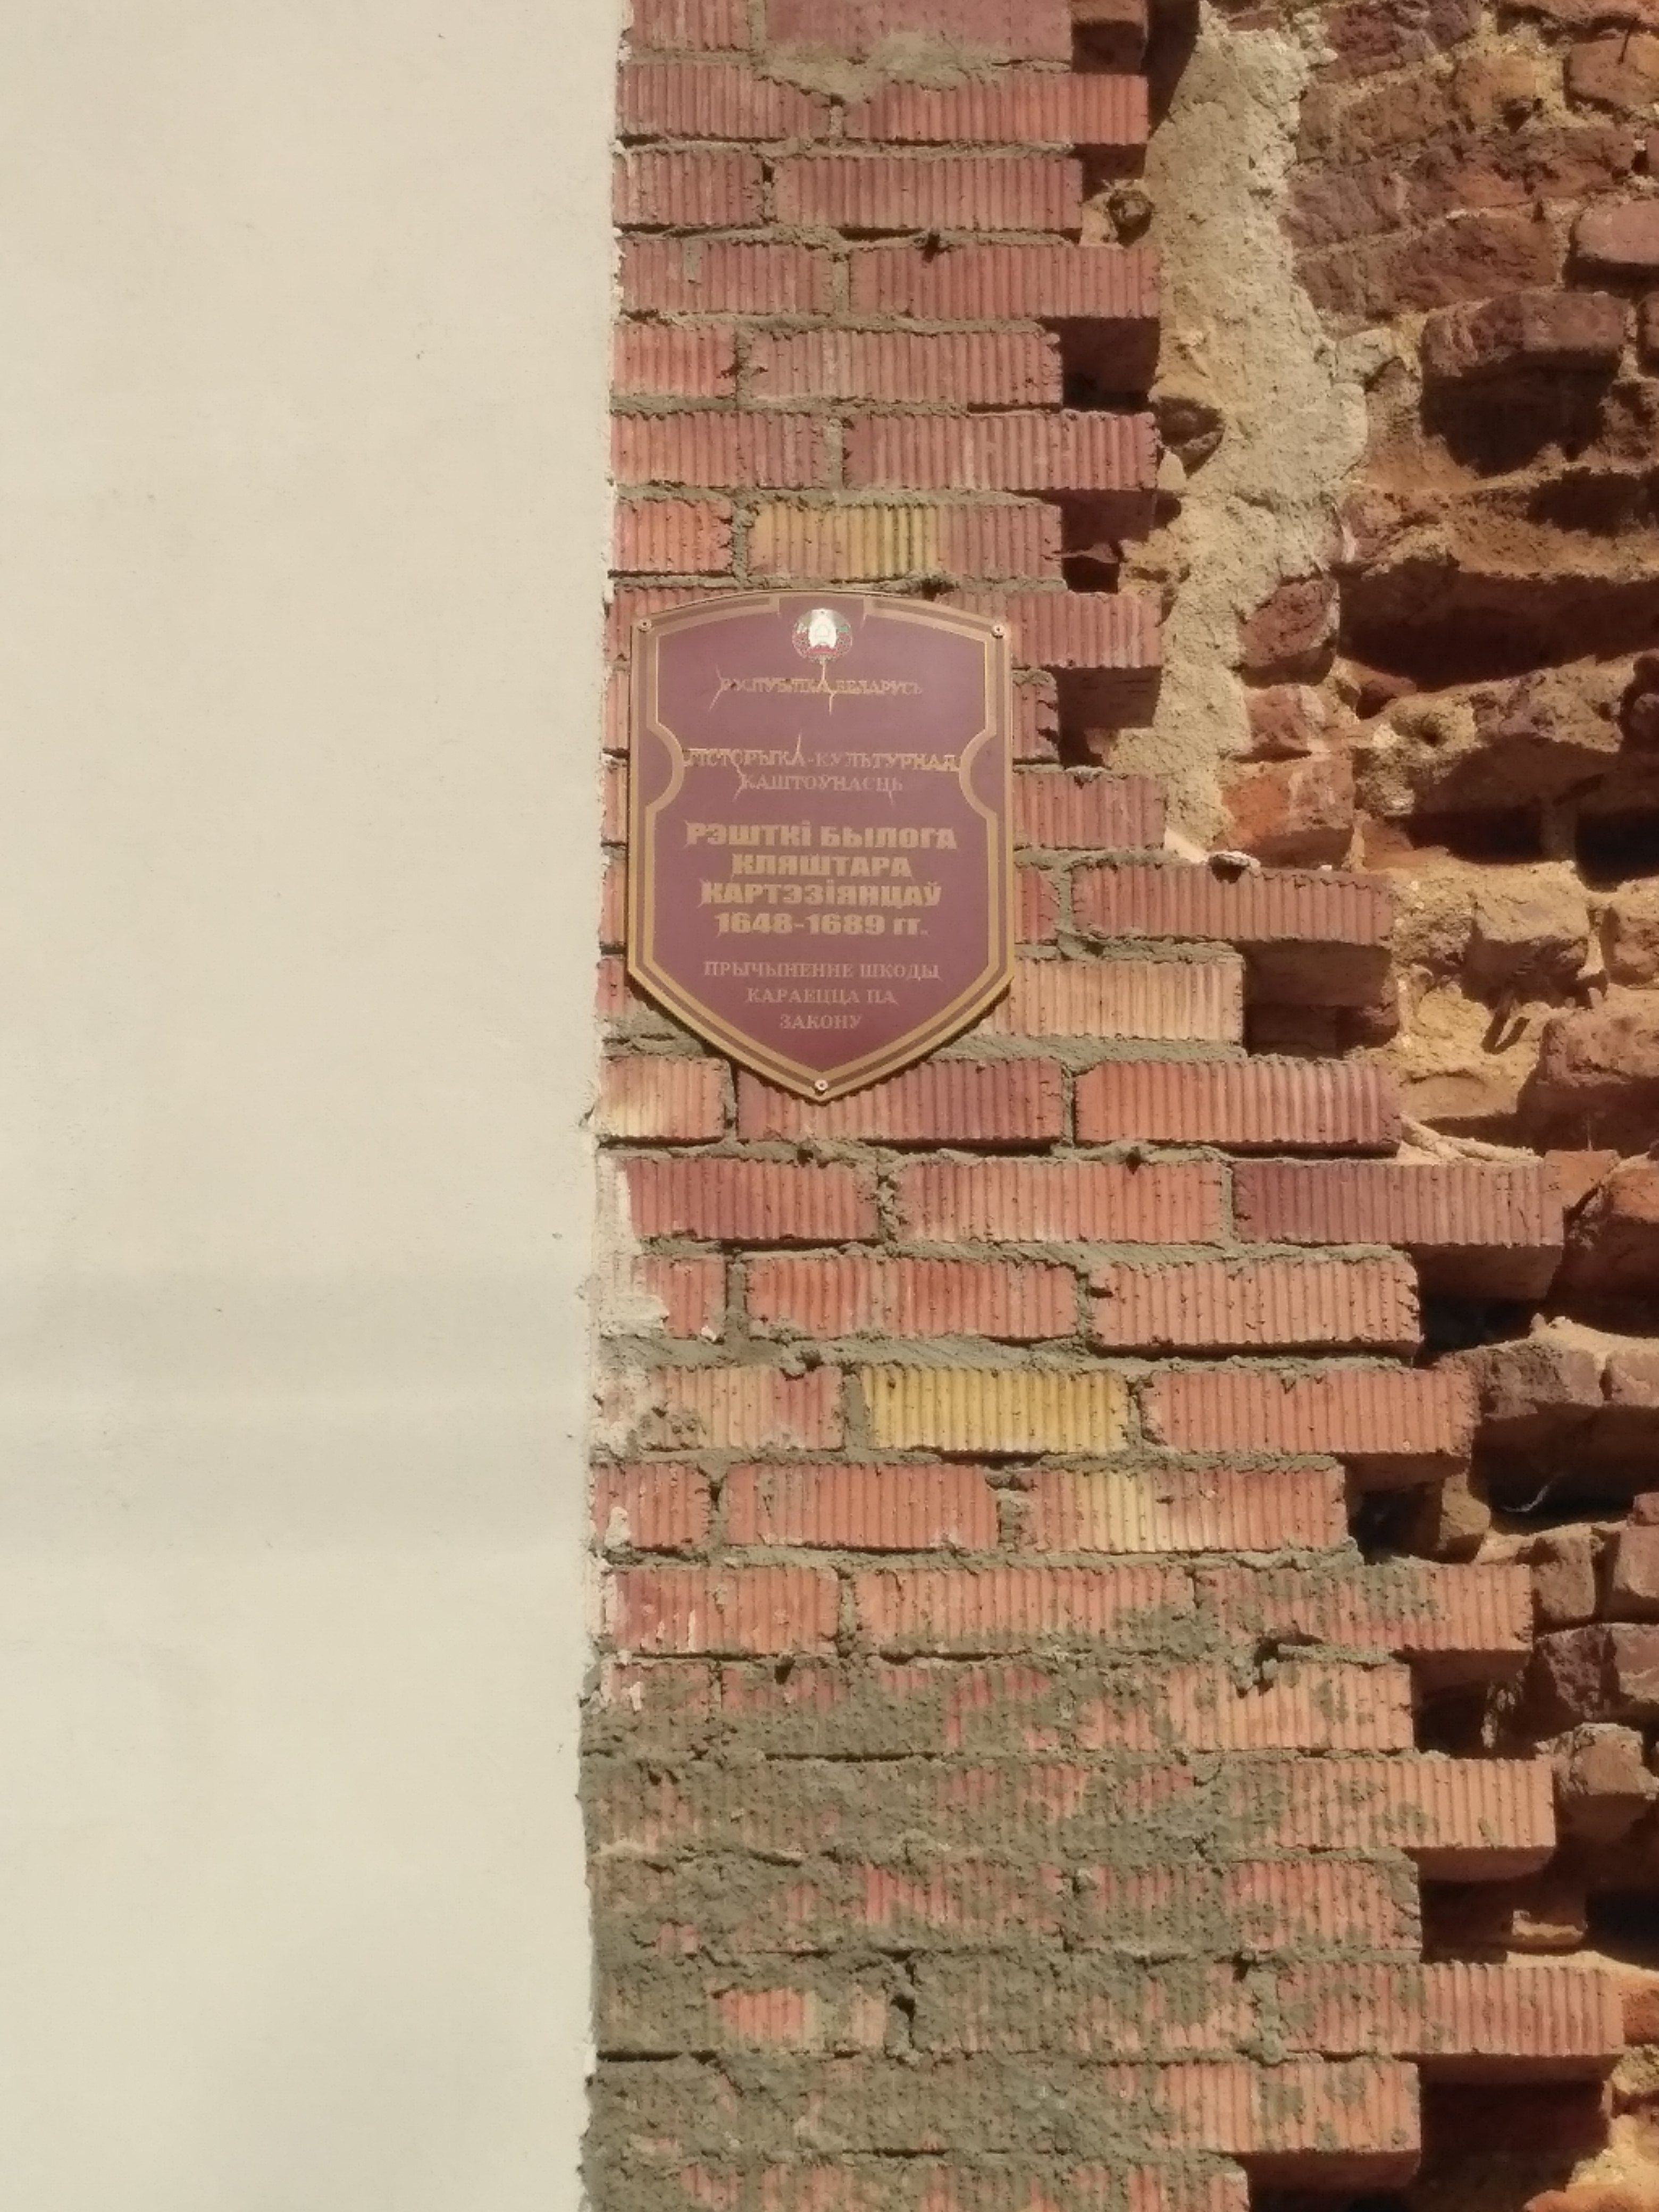 РЭСПУБЛІКА БЕЛАРУСЬ
ГІСТОРЫКА-КУЛЬТУРНАЯ
КАШТОЎНАСЦЬ
РЭШТКІ БЫЛОГА
КЛЯШТАРА
КАРТЭЗІЯНЦАЎ
1648-1689 гг.
ПРЫЧЫНЕННЕ ШКОДЫ
КАРАЕЦЦА ПА
ЗАКОНУ